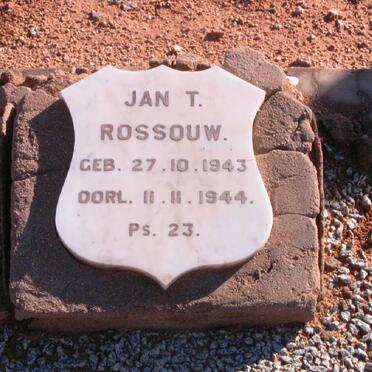 JAN T.
ROSSOUW.
GEB. 27.10.1943
OORL. 11.11.1944.
Ps. 23.